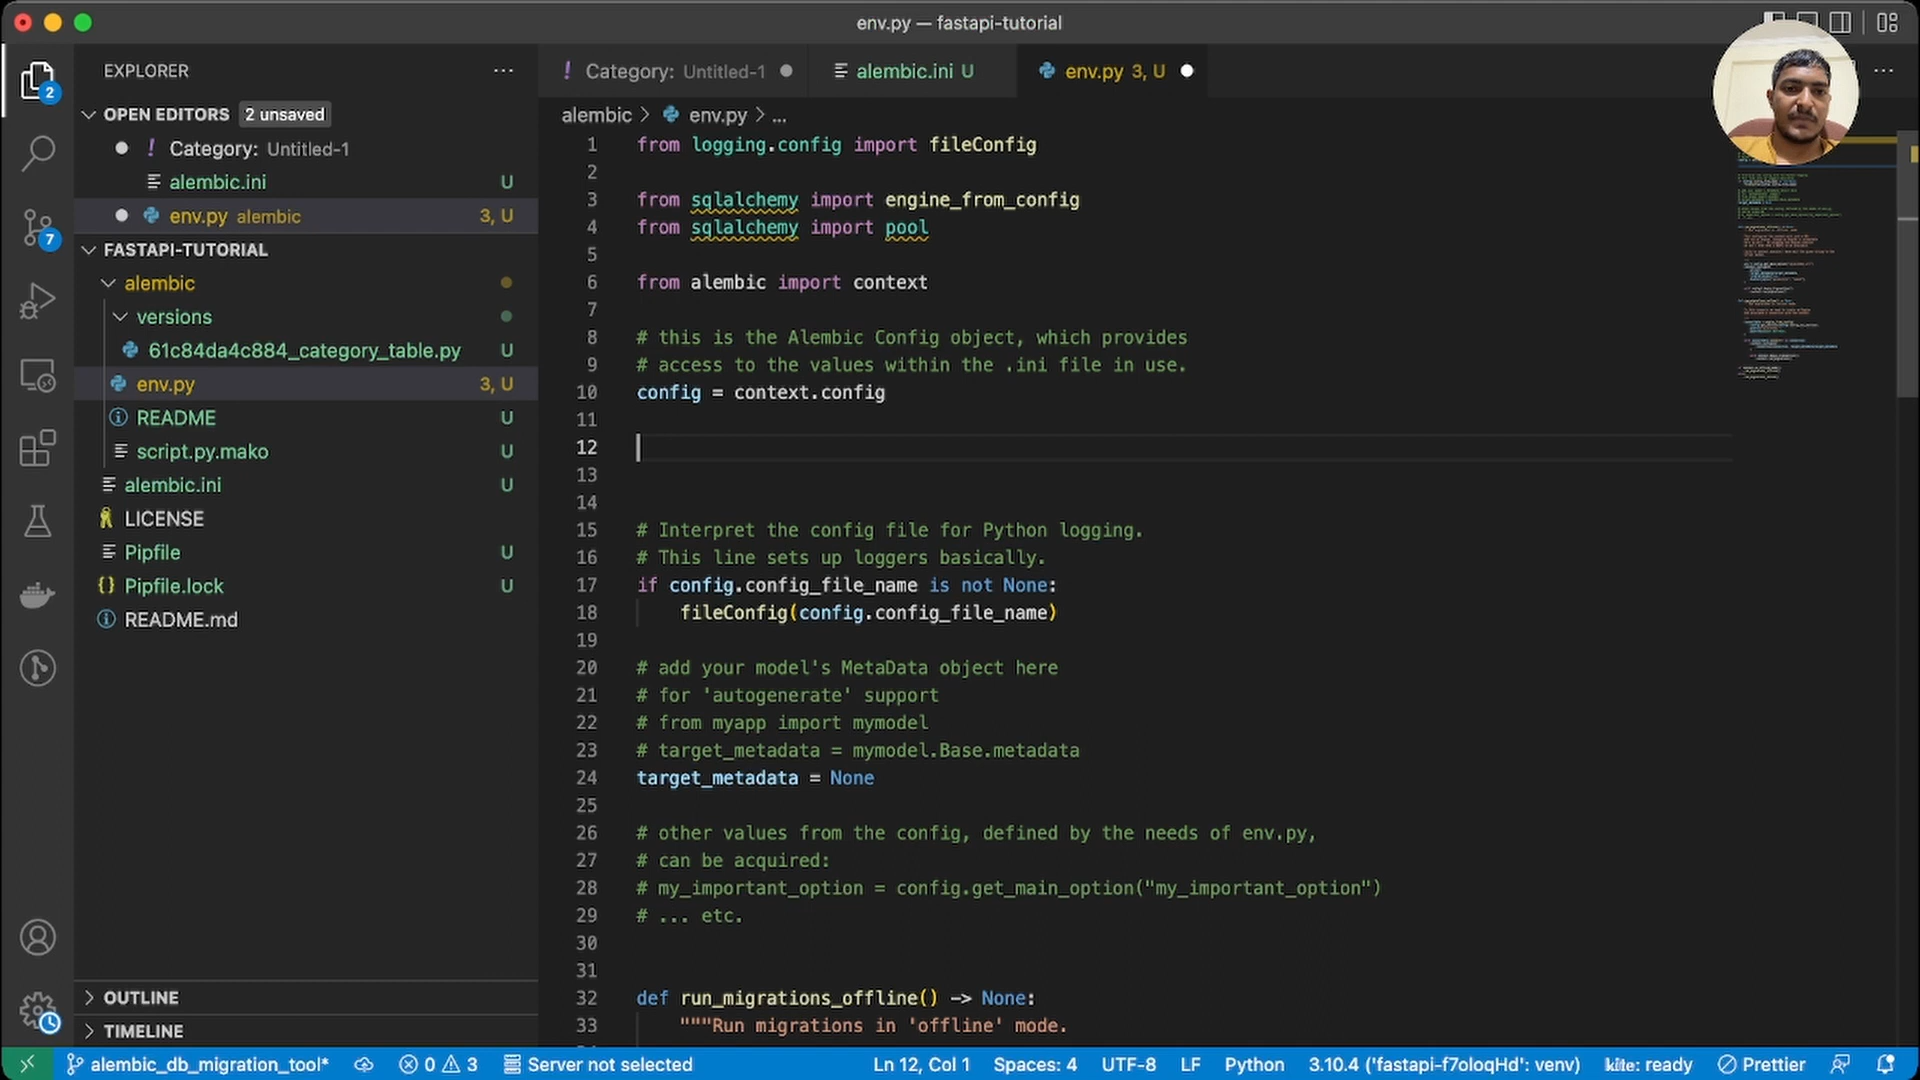 env.py — fastapi-tutorial
EXPLORER
OPEN EDITORS 2 unsaved
! Category: Untitled-1
alembic.ini U
env.py alembic 3, U
FASTAPI-TUTORIAL
alembic
versions
61c84da4c884_category_table.py U
env.py 3, U
README U
script.py.mako U
alembic.ini U
LICENSE
Pipfile U
Pipfile.lock U
README.md
OUTLINE
TIMELINE
2
7
! Category: Untitled-1
alembic.ini U
env.py 3, U
alembic > env.py > ...
1 from logging.config import fileConfig
2
3 from sqlalchemy import engine_from_config
4 from sqlalchemy import pool
5
6 from alembic import context
7
8 # this is the Alembic Config object, which provides
9 # access to the values within the .ini file in use.
10 config = context.config
11
12
13
14
15 # Interpret the config file for Python logging.
16 # This line sets up loggers basically.
17 if config.config_file_name is not None:
18 fileConfig(config.config_file_name)
19
20 # add your model's MetaData object here
21 # for 'autogenerate' support
22 # from myapp import mymodel
23 # target_metadata = mymodel.Base.metadata
24 target_metadata = None
25
26 # other values from the config, defined by the needs of env.py,
27 # can be acquired:
28 # my_important_option = config.get_main_option("my_important_option")
29 # ... etc.
30
31
32 def run_migrations_offline() -> None:
33 """Run migrations in 'offline' mode.
alembic_db_migration_tool* 0 3 Server not selected Ln 12, Col 1 Spaces: 4 UTF-8 LF Python 3.10.4 ('fastapi-f7oloqHd': venv) kite: ready Prettier